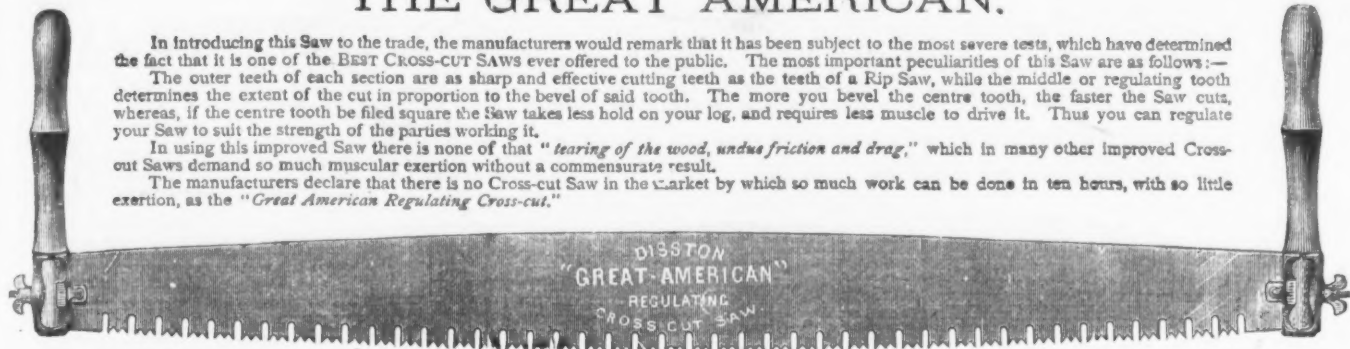 THE GREAT AMERICAN.
In introducing this Saw to the trade, the manufacturers would remark that it has been subject to the most severe tests, which have determined
the fact that it is one of the BEST CROSS-CUT SAWS ever offered to the public. The most important peculiarities of this Saw are as follows:—
The outer teeth of each section are as sharp and effective cutting teeth as the teeth of a Rip Saw, while the middle or regulating tooth
determines the extent of the cut in proportion to the bevel of said tooth. The more you bevel the centre tooth, the faster the Saw cuts,
whereas, if the centre tooth be filed square the Saw takes less hold on your log, and requires less muscle to drive it. Thus you can regulate
your Saw to suit the strength of the parties working it.
In using this improved Saw there is none of that "tearing of the wood, undue friction and drag," which in many other improved Cross-
cut Saws demand so much muscular exertion without a commensurate result.
The manufacturers declare that there is no Cross-cut Saw in the market by which so much work can be done in ten hours, with so little
exertion, as the "Great American Regulating Cross-cut."
DISSTON
"GREAT-AMERICAN"
REGULATING
CROSS CUT SAW.